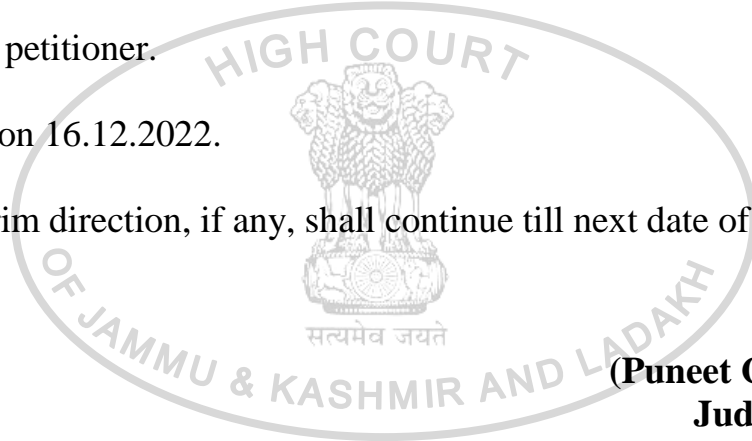 petitioner.
HIGH COURT
on 16.12.2022.
rim direction, if any, shall continue till next date of
सत्यमेव जयते
OF JAMMU & KASHMIR AND LADAKH
(Puneet
Jud